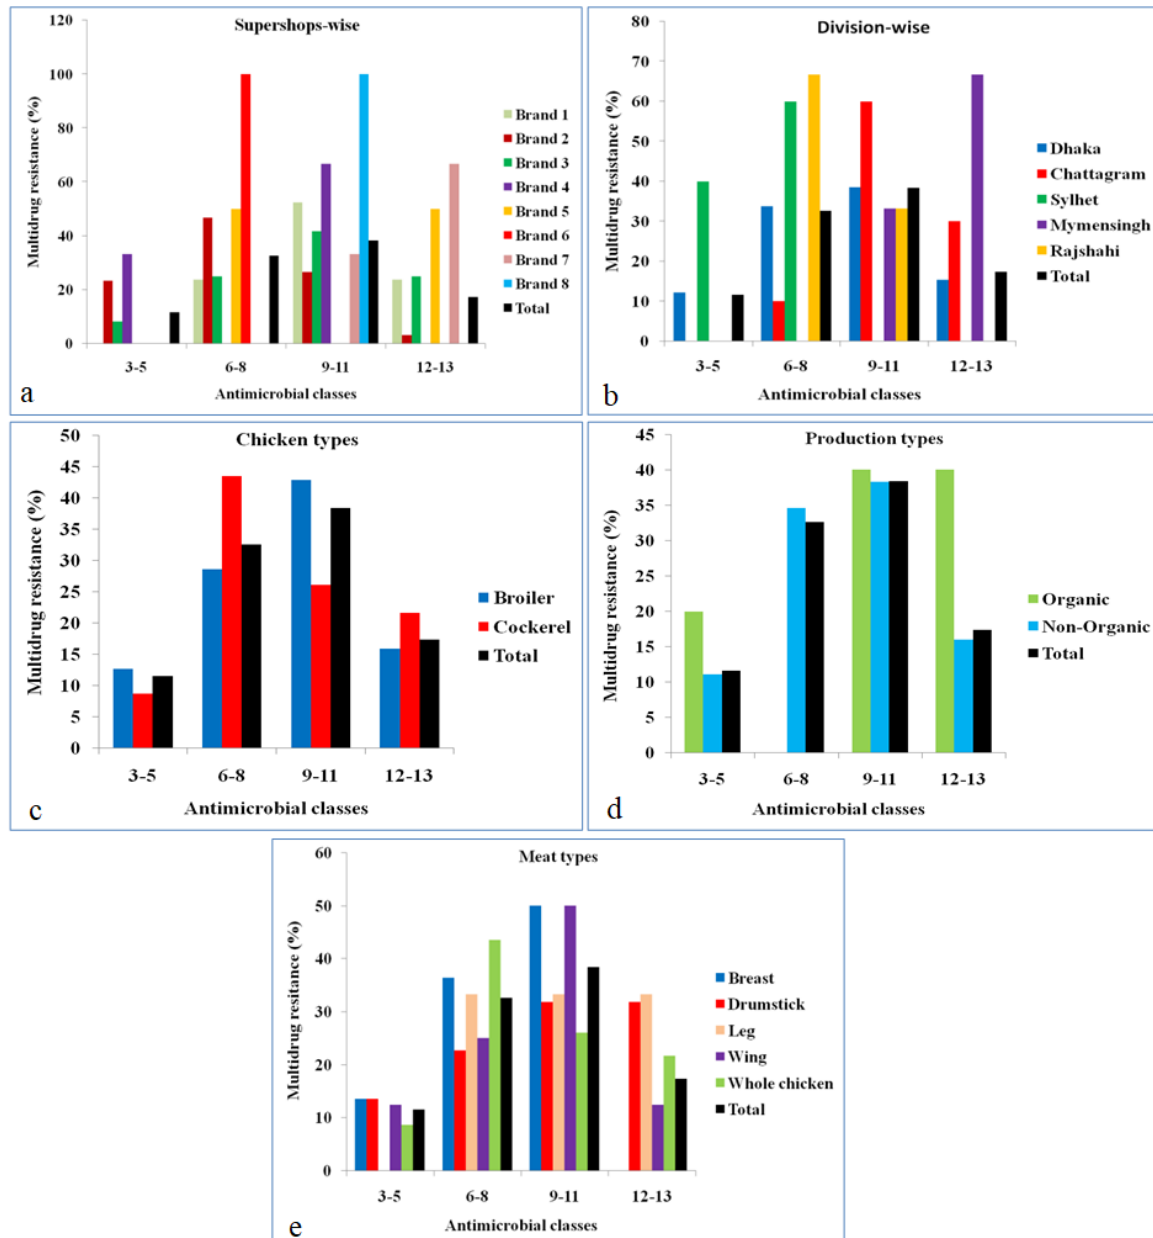 Supershops-wise
Multidrug resistance (%)
120
100
80
60
40
20
0
3-5 6-8 9-11 12-13
Antimicrobial classes
Brand 1
Brand 2
Brand 3
Brand 4
Brand 5
Brand 6
Brand 7
Brand 8
Total
a
Division-wise
Multidrug resistance (%)
80
70
60
50
40
30
20
10
0
3-5 6-8 9-11 12-13
Antimicrobial classes
Dhaka
Chattagram
Sylhet
Mymensingh
Rajshahi
Total
b
Chicken types
Multidrug resistance (%)
50
45
40
35
30
25
20
15
10
5
0
3-5 6-8 9-11 12-13
Antimicrobial classes
Broiler
Cockerel
Total
c
Production types
Multidrug resistance (%)
45
40
35
30
25
20
15
10
5
0
3-5 6-8 9-11 12-13
Antimicrobial classes
Organic
Non-Organic
Total
d
Meat types
Multidrug resitance (%)
60
50
40
30
20
10
0
3-5 6-8 9-11 12-13
Antimicrobial classes
Breast
Drumstick
Leg
Wing
Whole chicken
Total
e